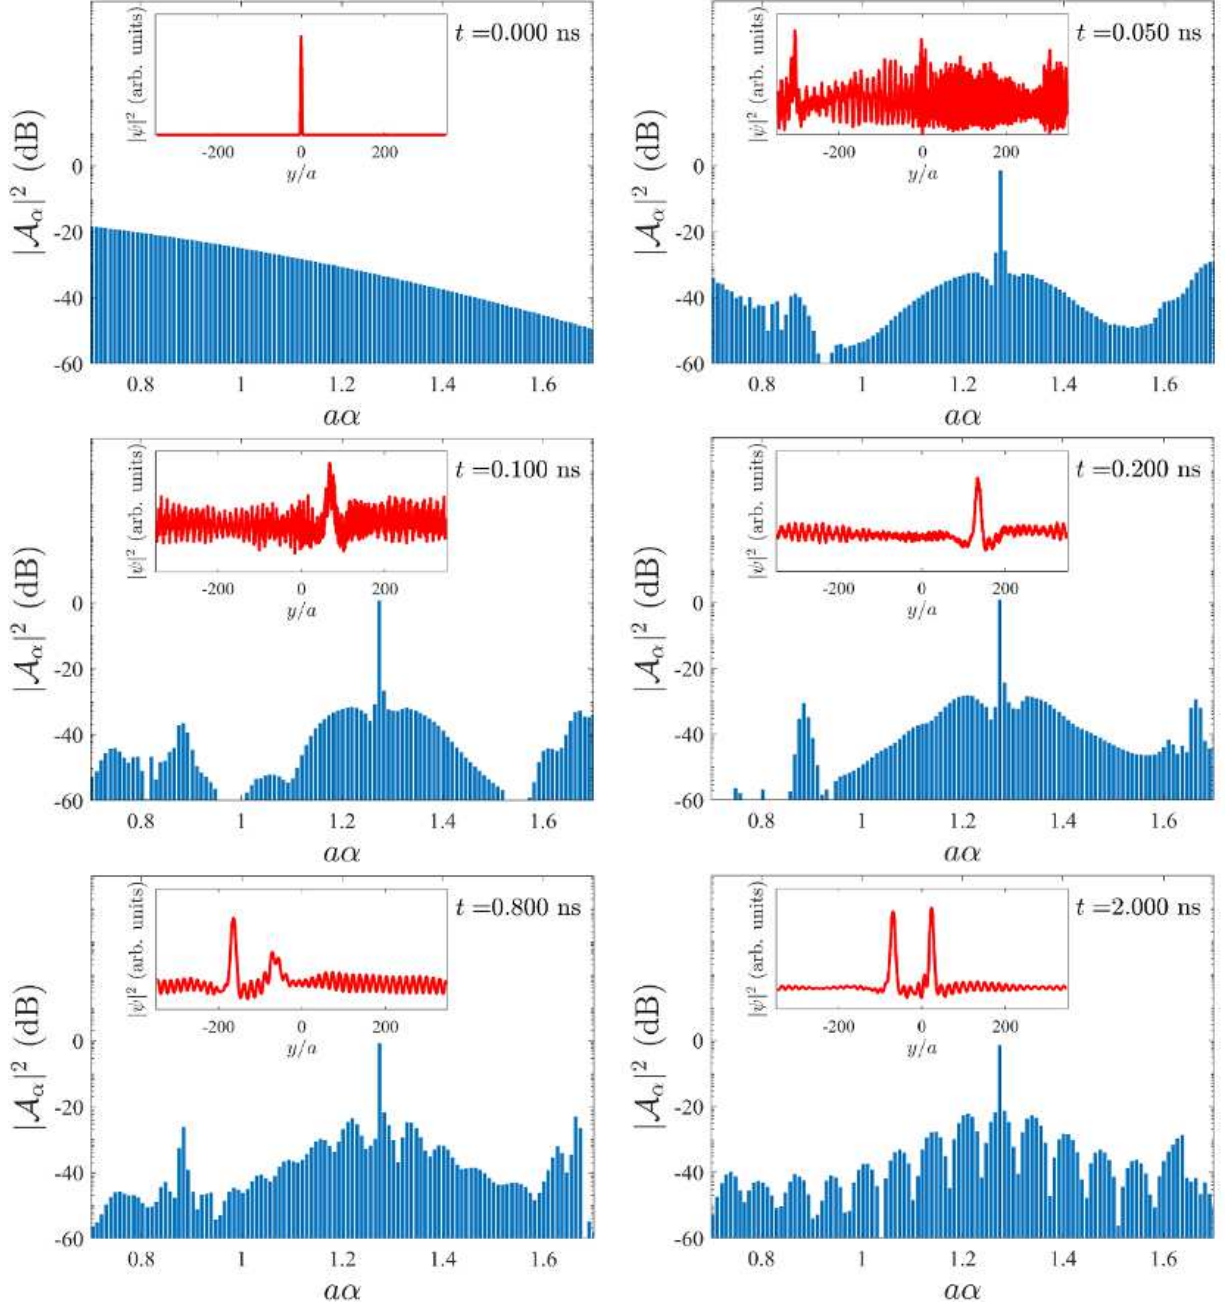 t =0.000 ns
|ψ|² (arb. units)
-200 0 200
y/a
|𝒜α|² (dB)
0
-20
-40
-60
0.8 1 1.2 1.4 1.6
aα
t =0.050 ns
|ψ|² (arb. units)
-200 0 200
y/a
|𝒜α|² (dB)
0
-20
-40
-60
0.8 1 1.2 1.4 1.6
aα
t =0.100 ns
|ψ|² (arb. units)
-200 0 200
y/a
|𝒜α|² (dB)
0
-20
-40
-60
0.8 1 1.2 1.4 1.6
aα
t =0.200 ns
|ψ|² (arb. units)
-200 0 200
y/a
|𝒜α|² (dB)
0
-20
-40
-60
0.8 1 1.2 1.4 1.6
aα
t =0.800 ns
|ψ|² (arb. units)
-200 0 200
y/a
|𝒜α|² (dB)
0
-20
-40
-60
0.8 1 1.2 1.4 1.6
aα
t =2.000 ns
|ψ|² (arb. units)
-200 0 200
y/a
|𝒜α|² (dB)
0
-20
-40
-60
0.8 1 1.2 1.4 1.6
aα